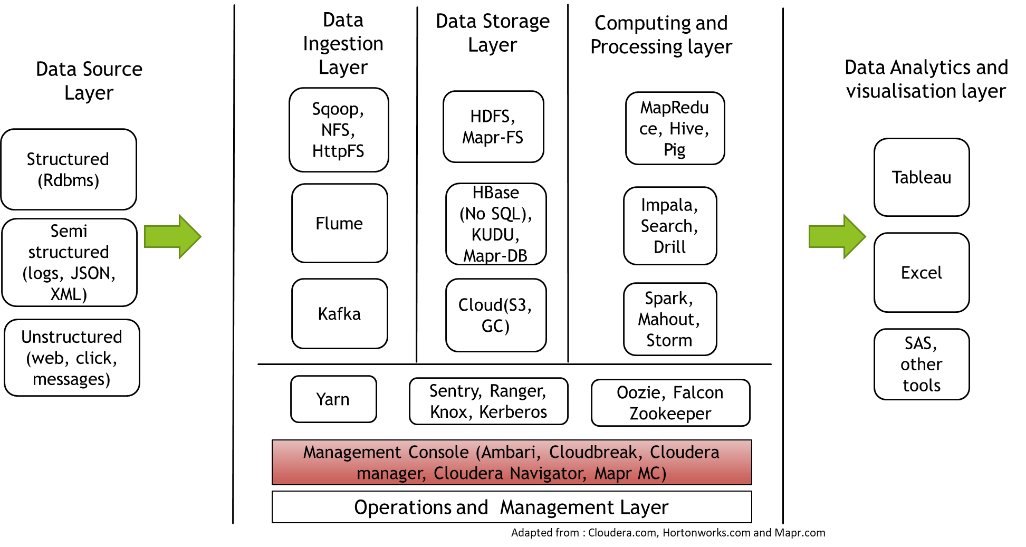 Data Source
Layer
Structured
(Rdbms)
Semi
structured
(logs, JSON,
XML)
Unstructured
(web, click,
messages)
Data
Ingestion
Layer
Sqoop,
NFS,
HttpFS
Flume
Kafka
Data Storage
Layer
HDFS,
Mapr-FS
HBase
(No SQL),
KUDU,
Mapr-DB
Cloud(S3,
GC)
Computing and
Processing layer
MapRedu
ce, Hive,
Pig
Impala,
Search,
Drill
Spark,
Mahout,
Storm
Yarn
Sentry, Ranger,
Knox, Kerberos
Oozie, Falcon
Zookeeper
Management Console (Ambari, Cloudbreak, Cloudera
manager, Cloudera Navigator, Mapr MC)
Operations and Management Layer
Data Analytics and
visualisation layer
Tableau
Excel
SAS,
other
tools
Adapted from : Cloudera.com, Hortonworks.com and Mapr.com